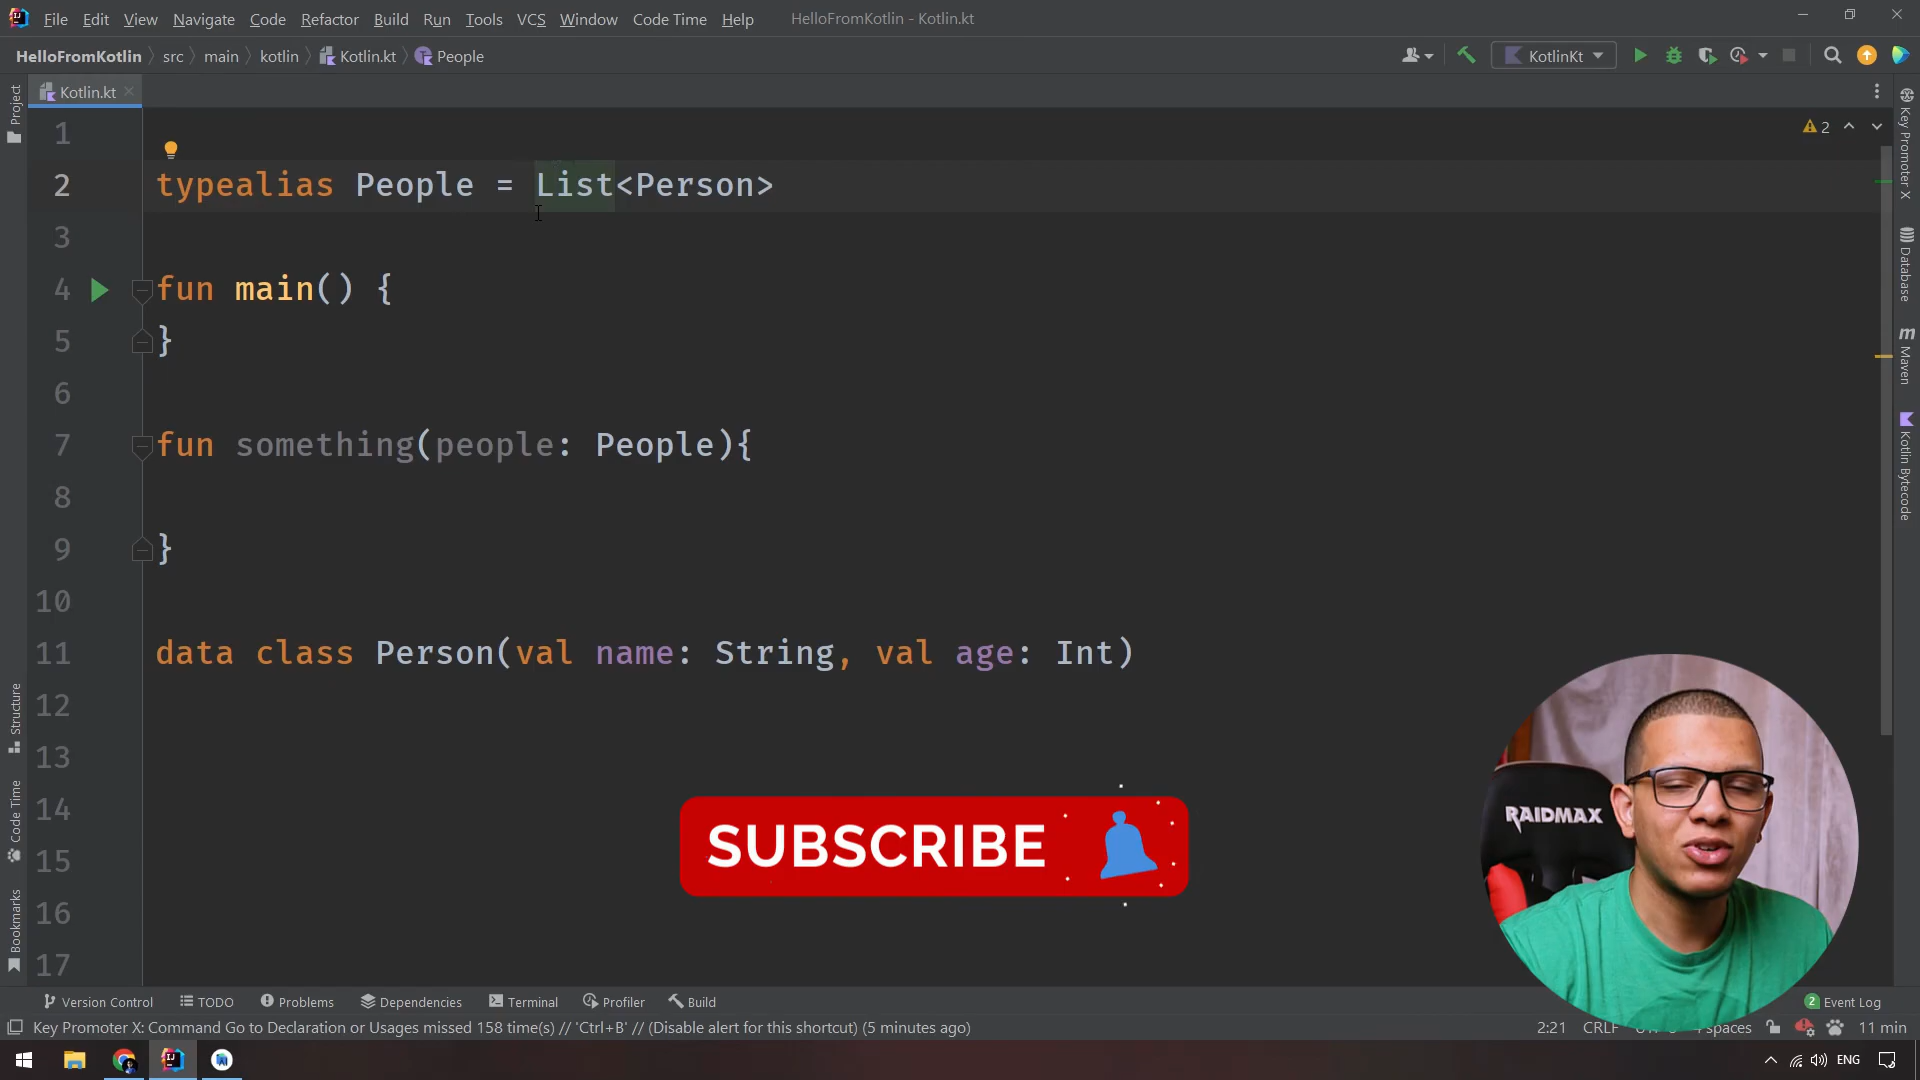 File Edit View Navigate Code Refactor Build Run Tools VCS Window Code Time Help HelloFromKotlin - Kotlin.kt
HelloFromKotlin src main kotlin Kotlin.kt People KotlinKt
Project
Kotlin.kt
2
1
2 typealias People = List<Person>
3
4 fun main() {
5 }
6
7 fun something(people: People){
8
9 }
10
11 data class Person(val name: String, val age: Int)
12
13
14
15
16
17
Structure
Code Time
Bookmarks
Key Promoter X
Database
m Maven
Kotlin Bytecode
SUBSCRIBE
RAIDMAX
Version Control TODO Problems Dependencies Terminal Profiler Build 2 Event Log
Key Promoter X: Command Go to Declaration or Usages missed 158 time(s) // 'Ctrl+B' // (Disable alert for this shortcut) (5 minutes ago) 2:21 CRLF spaces 11 min
ENG